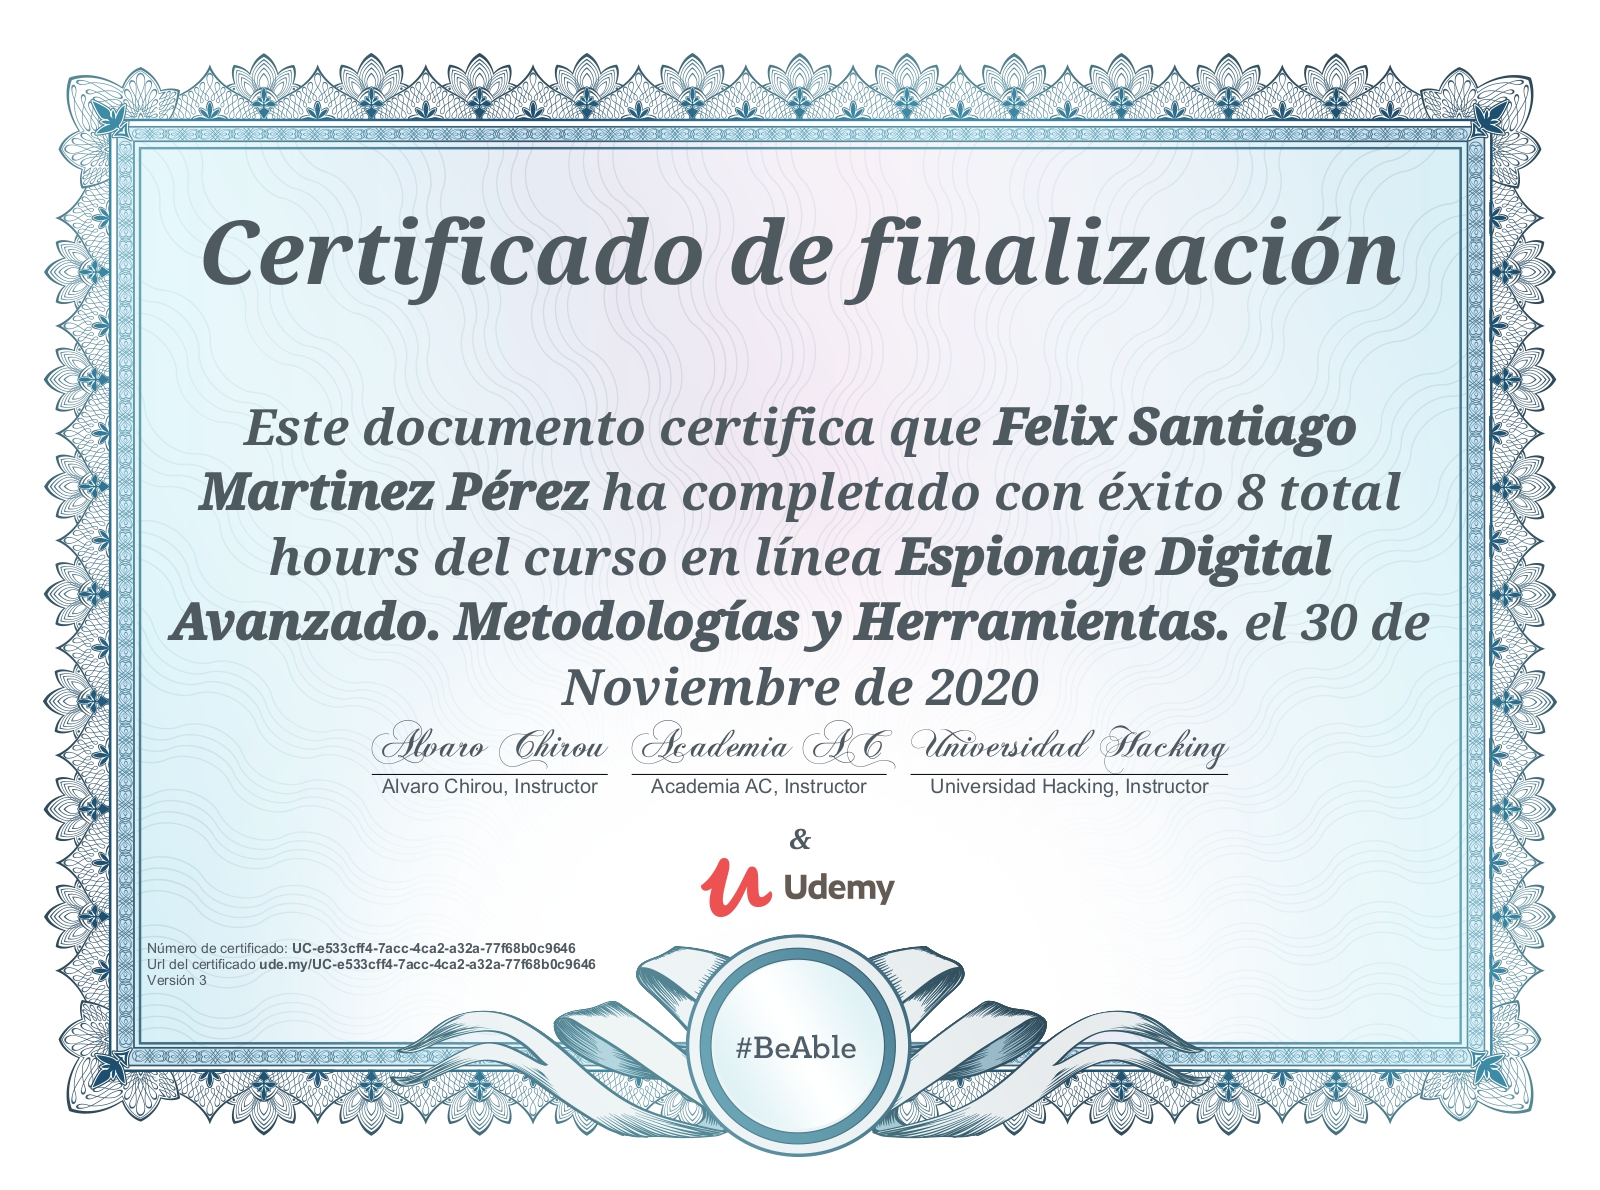 Certificado de finalización
Este documento certifica que Felix Santiago
Martinez Pérez ha completado con éxito 8 total
hours del curso en línea Espionaje Digital
Avanzado. Metodologías y Herramientas. el 30 de
Noviembre de 2020
Alvaro Chirou Academia AC Universidad Hacking
Alvaro Chirou, Instructor Academia AC, Instructor Universidad Hacking, Instructor
&
Udemy
Número de certificado: UC-e533cff4-7acc-4ca2-a32a-77f68b0c9646
Url del certificado ude.my/UC-e533cff4-7acc-4ca2-a32a-77f68b0c9646
Versión 3
#BeAble